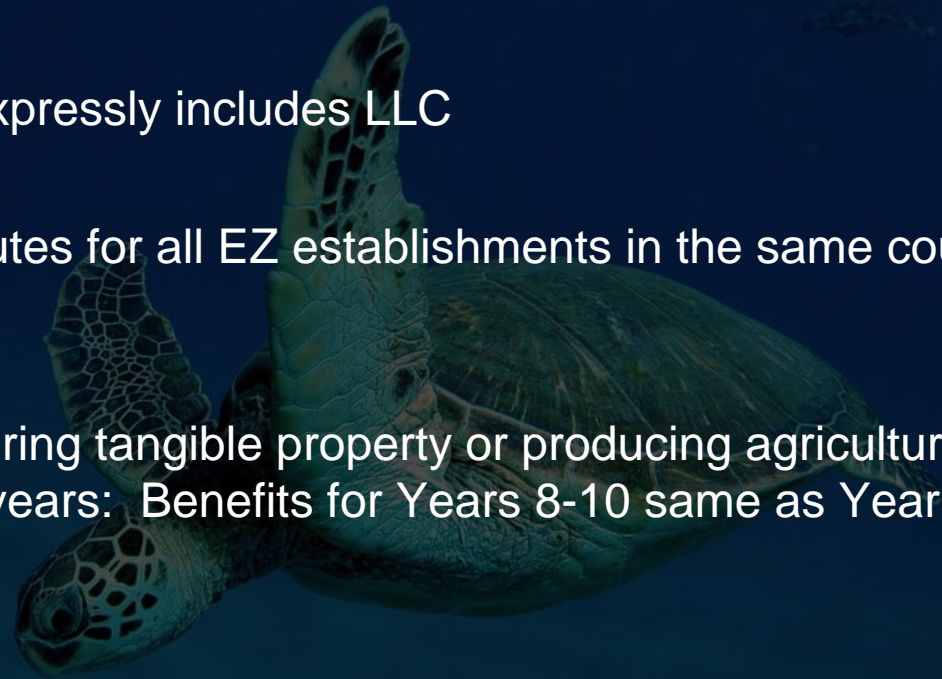 xpressly includes LLC
utes for all EZ establishments in the same cou
ring tangible property or producing agricultur
years: Benefits for Years 8-10 same as Year